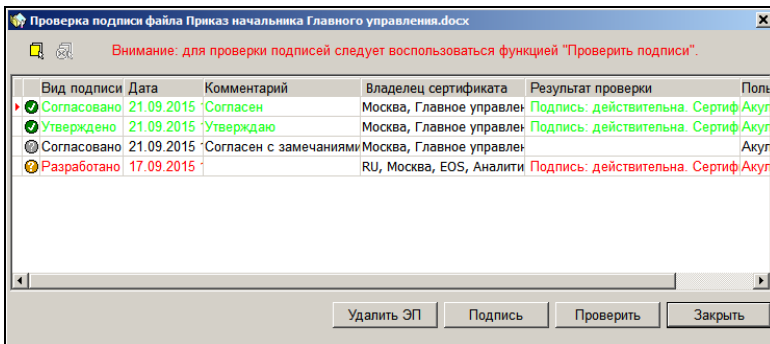 Проверка подписи файла Приказ начальника Главного управления.docx
Внимание: для проверки подписей следует воспользоваться функцией "Проверить подписи".
Вид подписи Дата Комментарий Владелец сертификата Результат проверки Поль
Согласовано 21.09.2015 1 Согласен Москва, Главное управлен Подпись: действительна. Сертиф Акул
Утверждено 21.09.2015 1 Утверждаю Москва, Главное управлен Подпись: действительна. Сертиф Акул
Согласовано 21.09.2015 1 Согласен с замечаниями Москва, Главное управлен Акул
Разработано 17.09.2015 1 RU, Москва, EOS, Аналити Подпись: действительна. Сертиф Акул
Удалить ЭП Подпись Проверить Закрыть